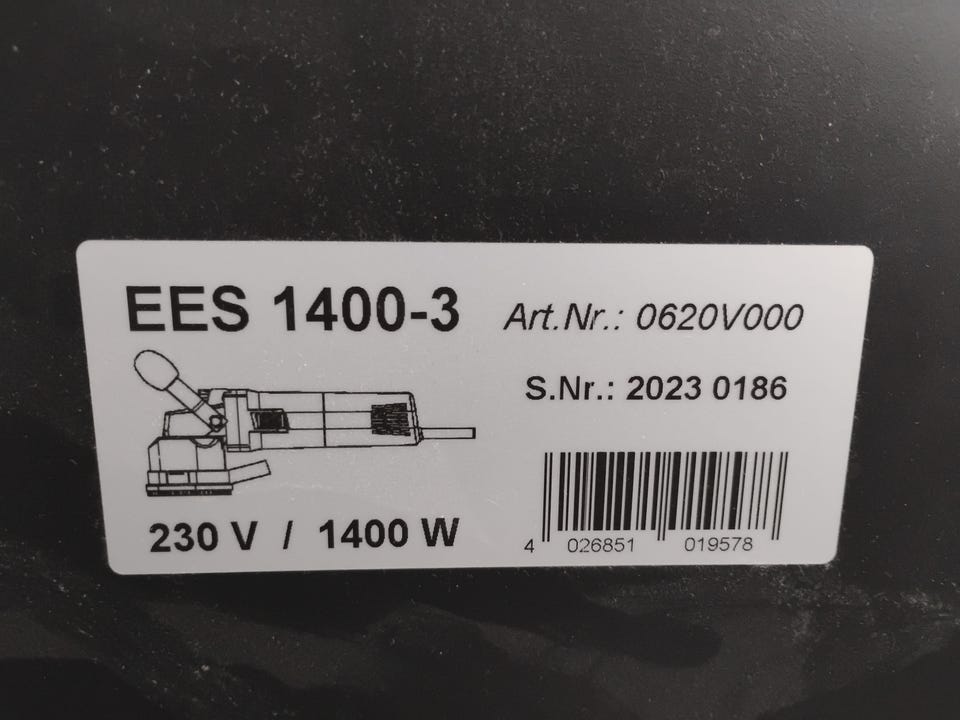 EES 1400-3
Art.Nr.: 0620V000
S.Nr.: 2023 0186
230 V / 1400 W
4 026851 019578